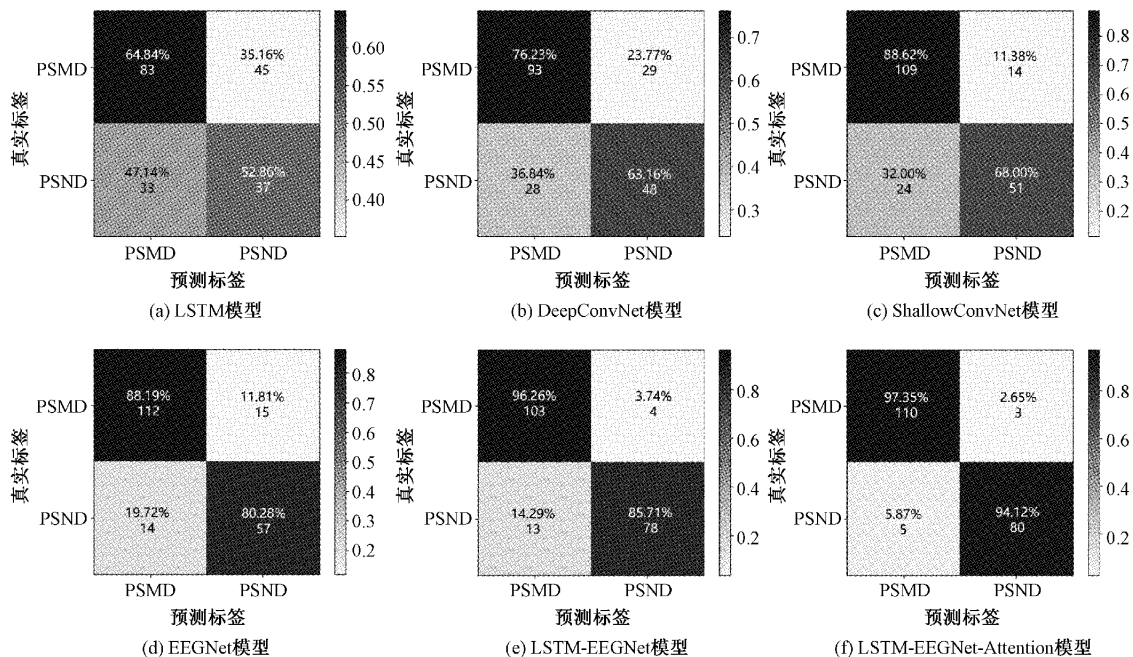 PSMD
64.84%
83
35.16%
45
PSND
47.14%
33
52.86%
37
真实标签
0.60
0.55
0.50
0.45
0.40
PSMD
PSND
预测标签
(a) LSTM模型
PSMD
76.23%
93
23.77%
29
PSND
36.84%
28
63.16%
48
真实标签
0.7
0.6
0.5
0.4
0.3
PSMD
PSND
预测标签
(b) DeepConvNet模型
PSMD
88.62%
109
11.38%
14
PSND
32.00%
24
68.00%
51
真实标签
0.8
0.7
0.6
0.5
0.4
0.3
0.2
PSMD
PSND
预测标签
(c) ShallowConvNet模型
PSMD
88.19%
112
11.81%
15
PSND
19.72%
14
80.28%
57
真实标签
0.8
0.7
0.6
0.5
0.4
0.3
0.2
PSMD
PSND
预测标签
(d) EEGNet模型
PSMD
96.26%
103
3.74%
4
PSND
14.29%
13
85.71%
78
真实标签
0.8
0.6
0.4
0.2
PSMD
PSND
预测标签
(e) LSTM-EEGNet模型
PSMD
97.35%
110
2.65%
3
PSND
5.87%
5
94.12%
80
真实标签
0.8
0.6
0.4
0.2
PSMD
PSND
预测标签
(f) LSTM-EEGNet-Attention模型